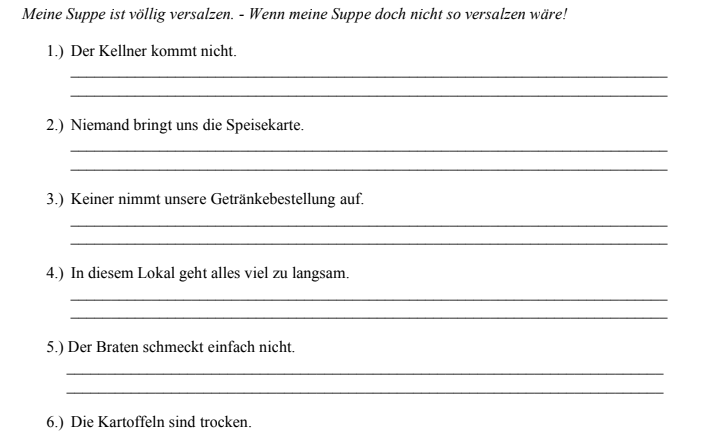 Meine Suppe ist völlig versalzen. - Wenn meine Suppe doch nicht so versalzen wäre!
1.) Der Kellner kommt nicht.
2.) Niemand bringt uns die Speisekarte.
3.) Keiner nimmt unsere Getränkebestellung auf.
4.) In diesem Lokal geht alles viel zu langsam.
5.) Der Braten schmeckt einfach nicht.
6.) Die Kartoffeln sind trocken.